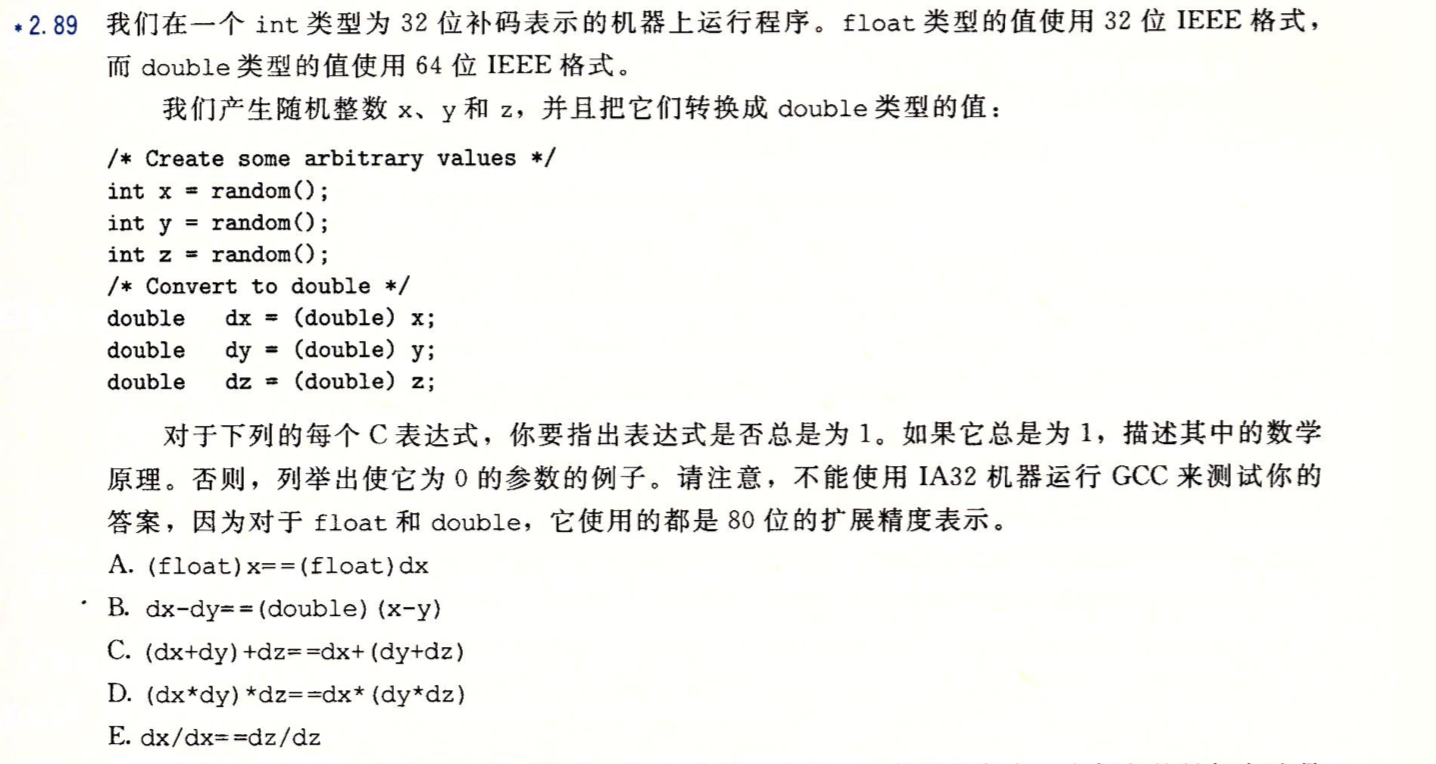 *2.89 我们在一个 int 类型为 32 位补码表示的机器上运行程序。float 类型的值使用 32 位 IEEE 格式，
而 double 类型的值使用 64 位 IEEE 格式。
我们产生随机整数 x、y 和 z，并且把它们转换成 double 类型的值：
/* Create some arbitrary values */
int x = random();
int y = random();
int z = random();
/* Convert to double */
double dx = (double) x;
double dy = (double) y;
double dz = (double) z;
对于下列的每个 C 表达式，你要指出表达式是否总是为 1。如果它总是为 1，描述其中的数学
原理。否则，列举出使它为 0 的参数的例子。请注意，不能使用 IA32 机器运行 GCC 来测试你的
答案，因为对于 float 和 double，它使用的都是 80 位的扩展精度表示。
A. (float)x==(float)dx
B. dx-dy==(double)(x-y)
C. (dx+dy)+dz==dx+(dy+dz)
D. (dx*dy)*dz==dx*(dy*dz)
E. dx/dx==dz/dz